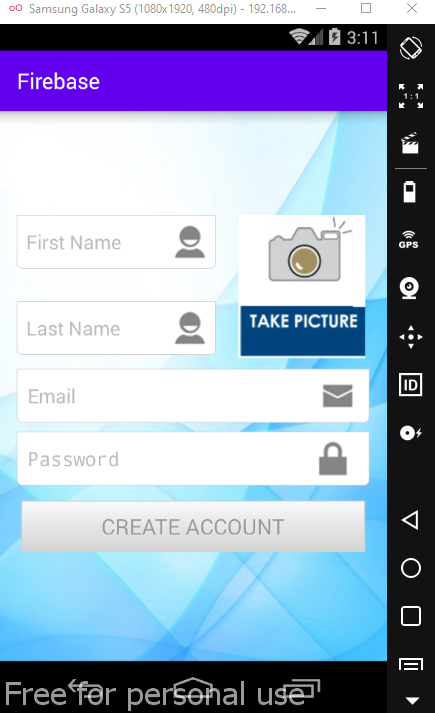 Samsung Galaxy S5 (1080x1920, 480dpi) - 192.168...
3:11
Firebase
1 : 1
First Name
GPS
Last Name
TAKE PICTURE
ID
Email
Password
CREATE ACCOUNT
Free for personal use